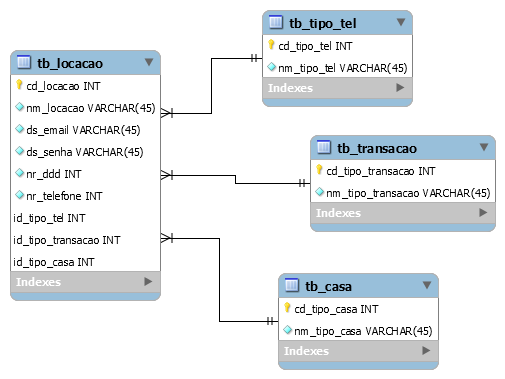 tb_locacao
cd_locacao INT
nm_locacao VARCHAR(45)
ds_email VARCHAR(45)
ds_senha VARCHAR(45)
nr_ddd INT
nr_telefone INT
id_tipo_tel INT
id_tipo_transacao INT
id_tipo_casa INT
Indexes
tb_tipo_tel
cd_tipo_tel INT
nm_tipo_tel VARCHAR(45)
Indexes
tb_transacao
cd_tipo_transacao INT
nm_tipo_transacao VARCHAR(45)
Indexes
tb_casa
cd_tipo_casa INT
nm_tipo_casa VARCHAR(45)
Indexes